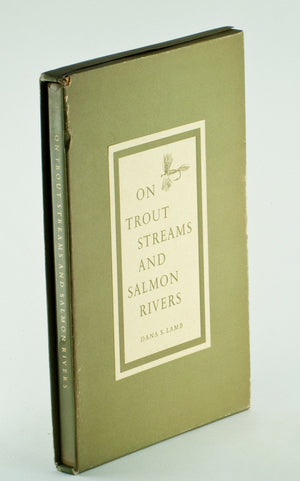 ON TROUT STREAMS AND SALMON RIVERS
ON
TROUT
STREAMS
AND
SALMON
RIVERS
DANA S. LAMB